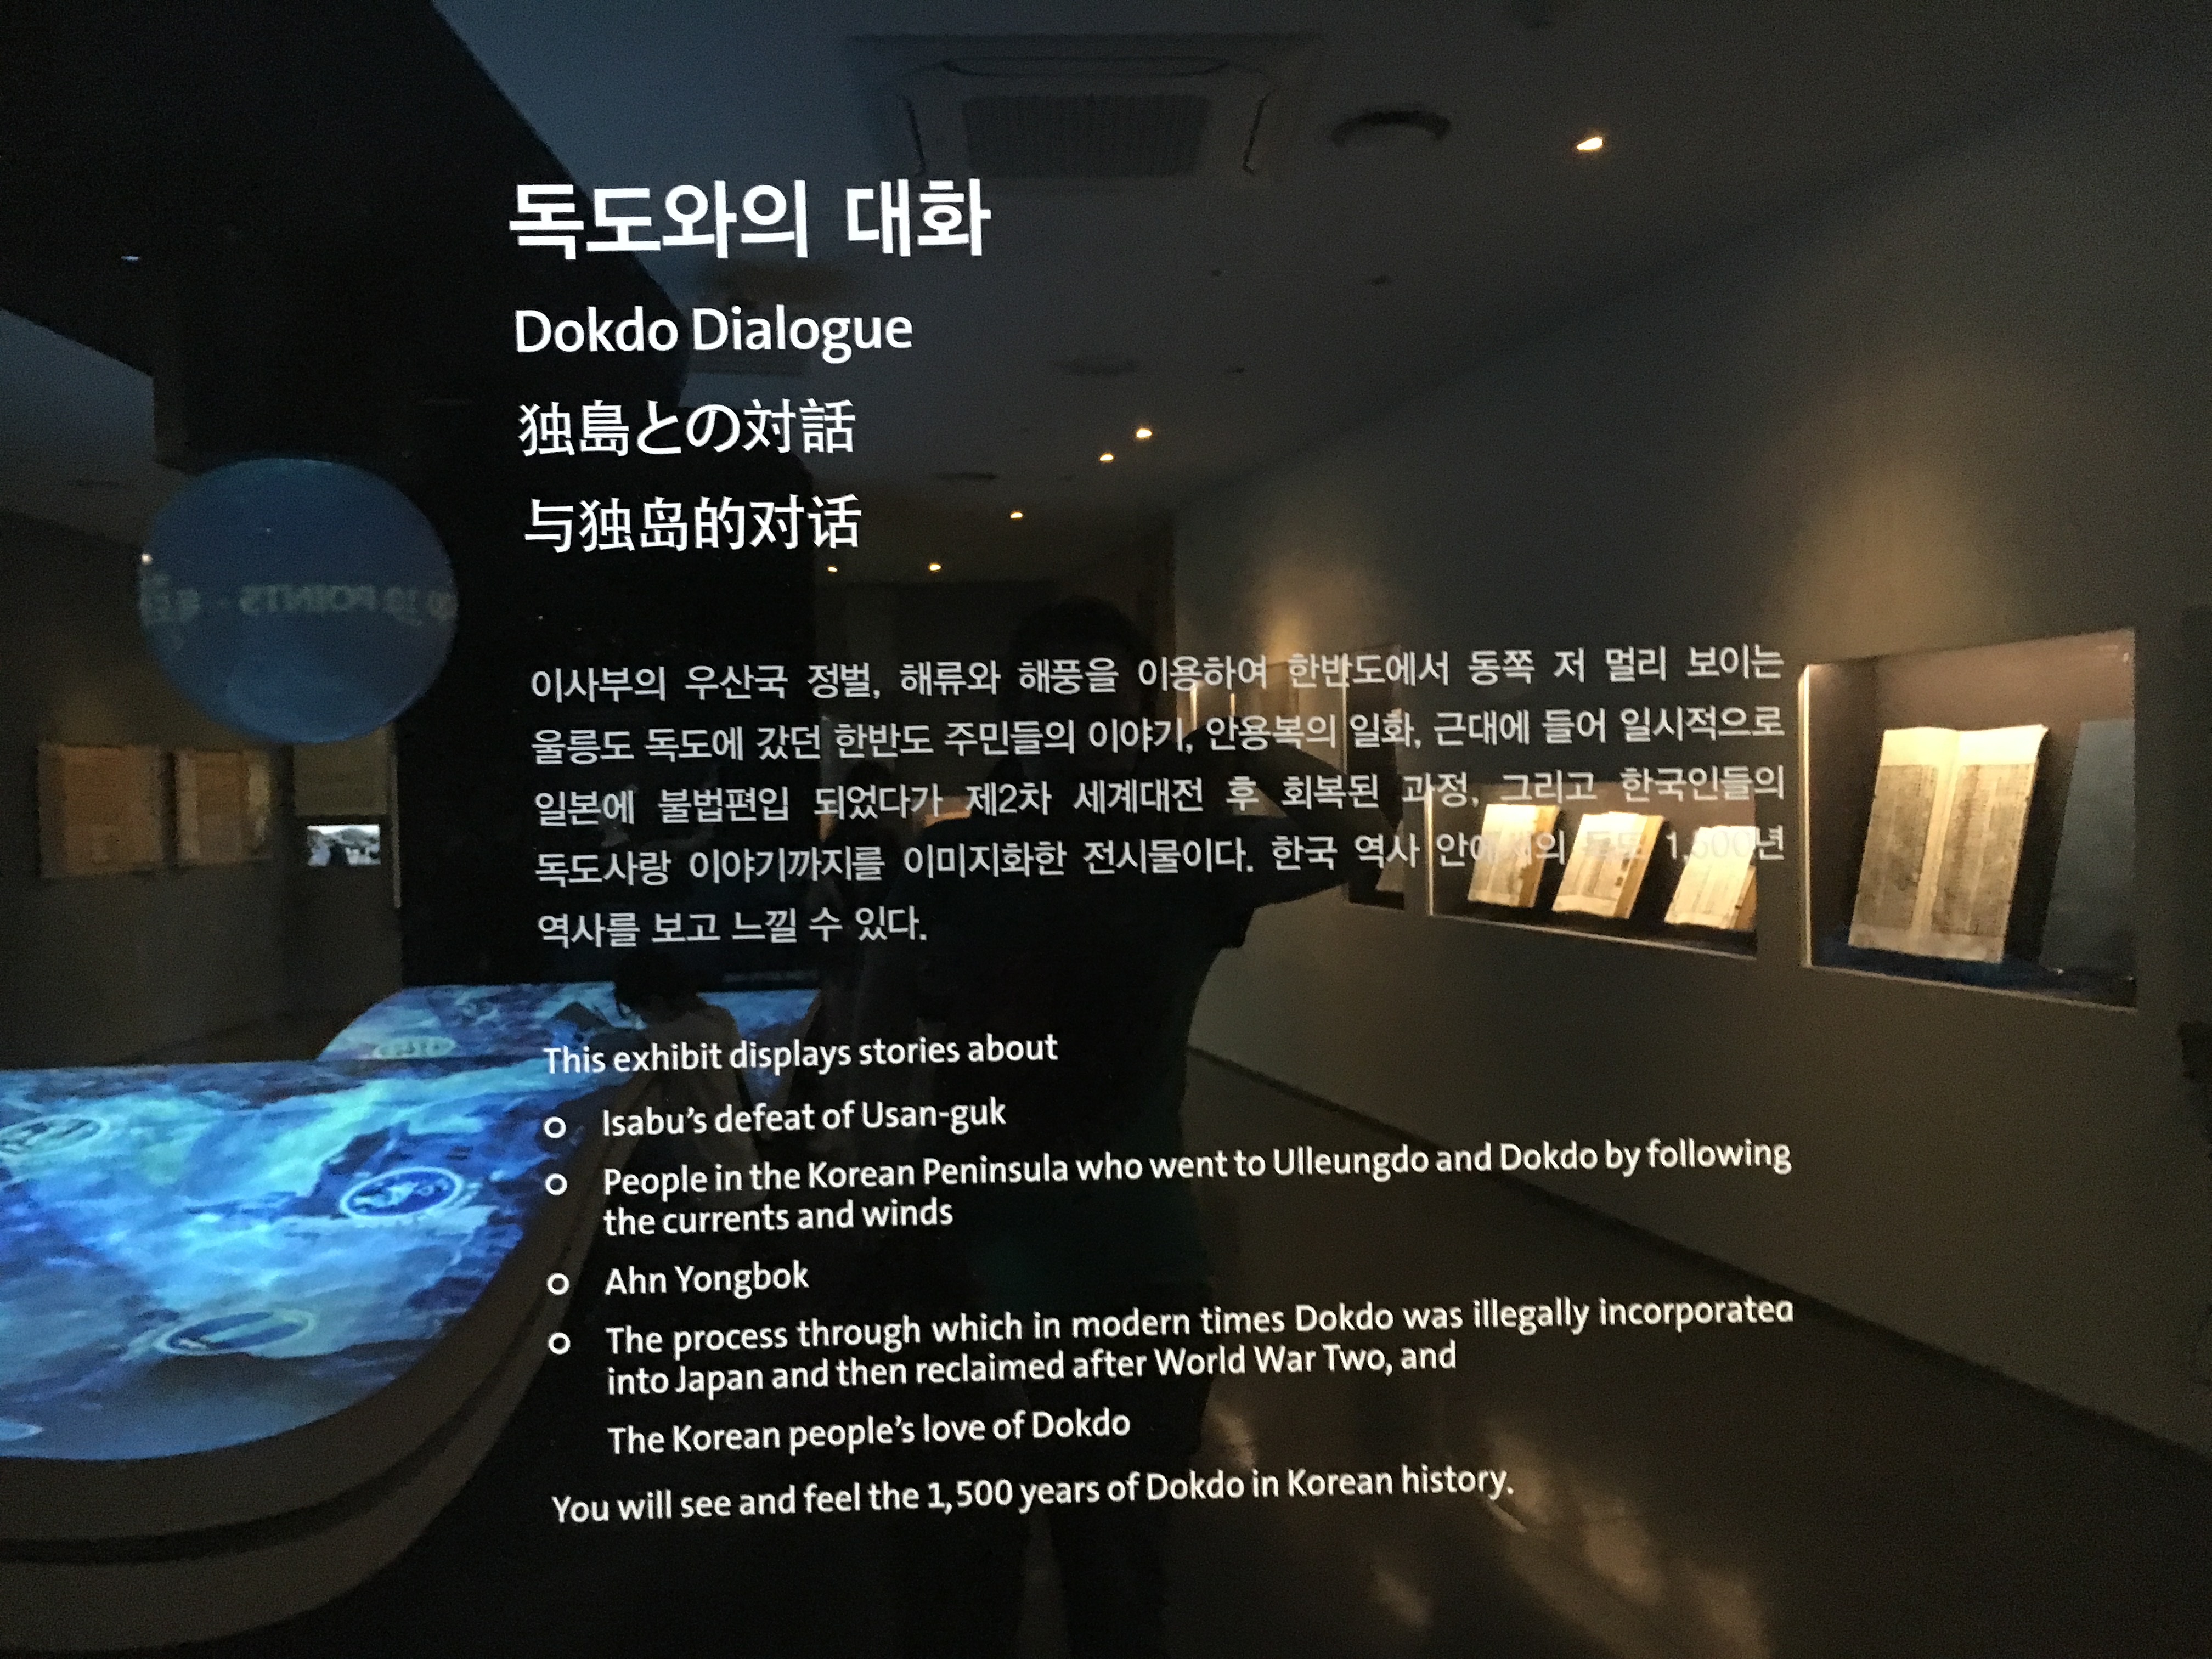 독도와의 대화
Dokdo Dialogue
独島との対話
与独岛的对话
이사부의 우산국 정벌, 해류와 해풍을 이용하여 한반도에서 동쪽 저 멀리 보이는
울릉도 독도에 갔던 한반도 주민들의 이야기, 안용복의 일화, 근대에 들어 일시적으로
일본에 불법편입 되었다가 제2차 세계대전 후 회복된 과정, 그리고 한국인들의
독도사랑 이야기까지를 이미지화한 전시물이다. 한국 역사 안에서의 독도 1,500년
역사를 보고 느낄 수 있다.
This exhibit displays stories about
o Isabu's defeat of Usan-guk
o People in the Korean Peninsula who went to Ulleungdo and Dokdo by following
the currents and winds
o Ahn Yongbok
o The process through which in modern times Dokdo was illegally incorporated
into Japan and then reclaimed after World War Two, and
The Korean people's love of Dokdo
You will see and feel the 1,500 years of Dokdo in Korean history.